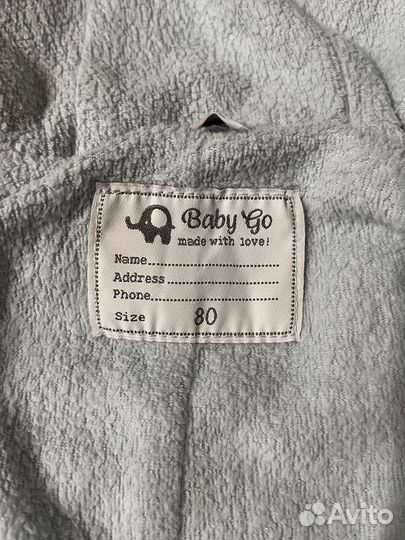 Baby Go
made with love!
Name
Address
Phone
Size 80
Avito